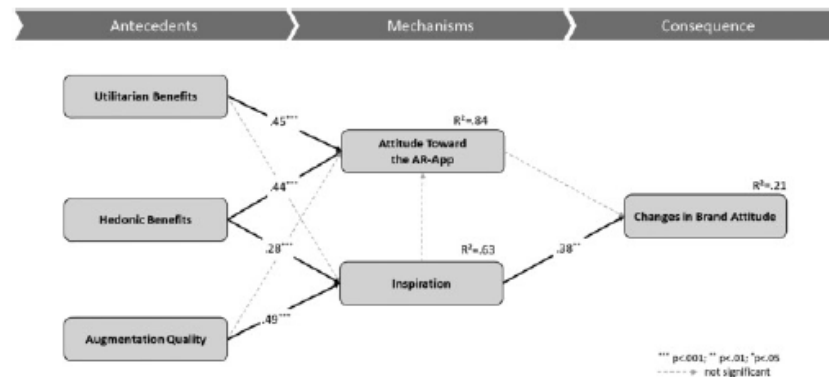 Antecedents
Mechanisms
Consequence
Utilitarian Benefits
.45***
R²=.84
Attitude Toward
the AR-App
.44***
R²=.21
Hedonic Benefits
Changes in Brand Attitude
.28***
R²=.63
.38**
Inspiration
.49***
Augmentation Quality
*** p<.001; ** p<.01; *p<.05
not significant